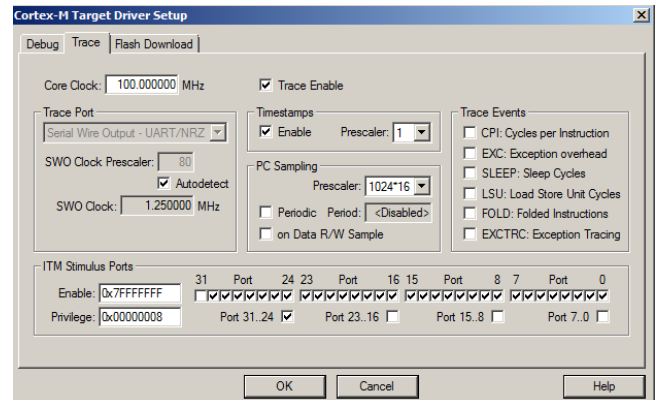 Cortex-M Target Driver Setup
Debug Trace Flash Download
Core Clock: 100.000000 MHz Trace Enable
Trace Port
Serial Wire Output - UART/NRZ
SWO Clock Prescaler: 80
Autodetect
SWO Clock: 1.250000 MHz
Timestamps
Enable Prescaler: 1
PC Sampling
Prescaler: 1024*16
Periodic Period: <Disabled>
on Data R/W Sample
Trace Events
CPI: Cycles per Instruction
EXC: Exception overhead
SLEEP: Sleep Cycles
LSU: Load Store Unit Cycles
FOLD: Folded Instructions
EXCTRC: Exception Tracing
ITM Stimulus Ports
31 Port 24 23 Port 16 15 Port 8 7 Port 0
Enable: 0x7FFFFFFF
Privilege: 0x00000008 Port 31..24 Port 23..16 Port 15..8 Port 7..0
OK Cancel Help